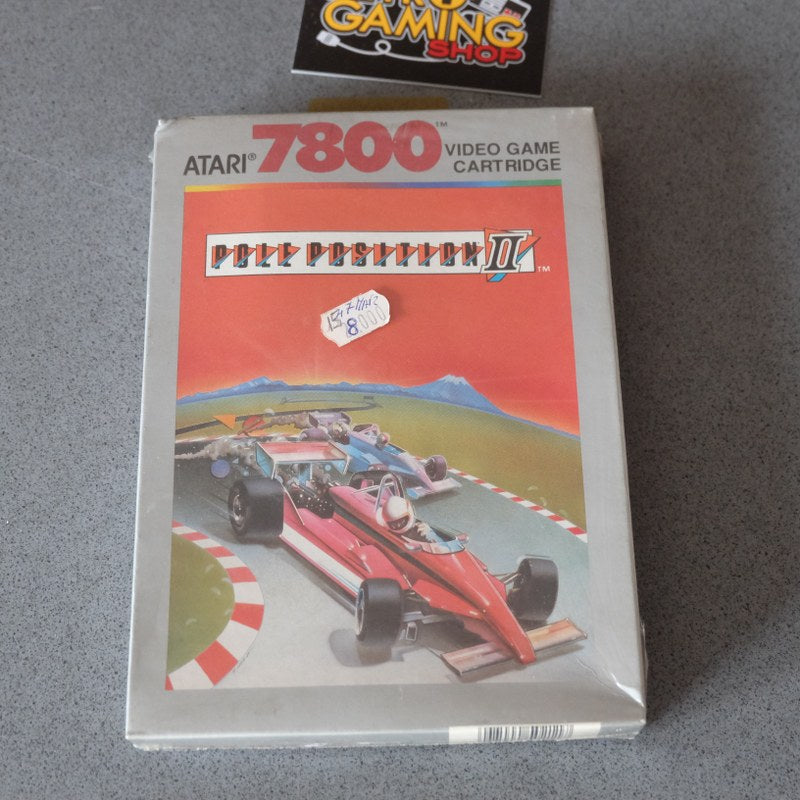 GAMING
SHOP
ATARI® 7800™ VIDEO GAME
CARTRIDGE
POLE POSITION II™
8000